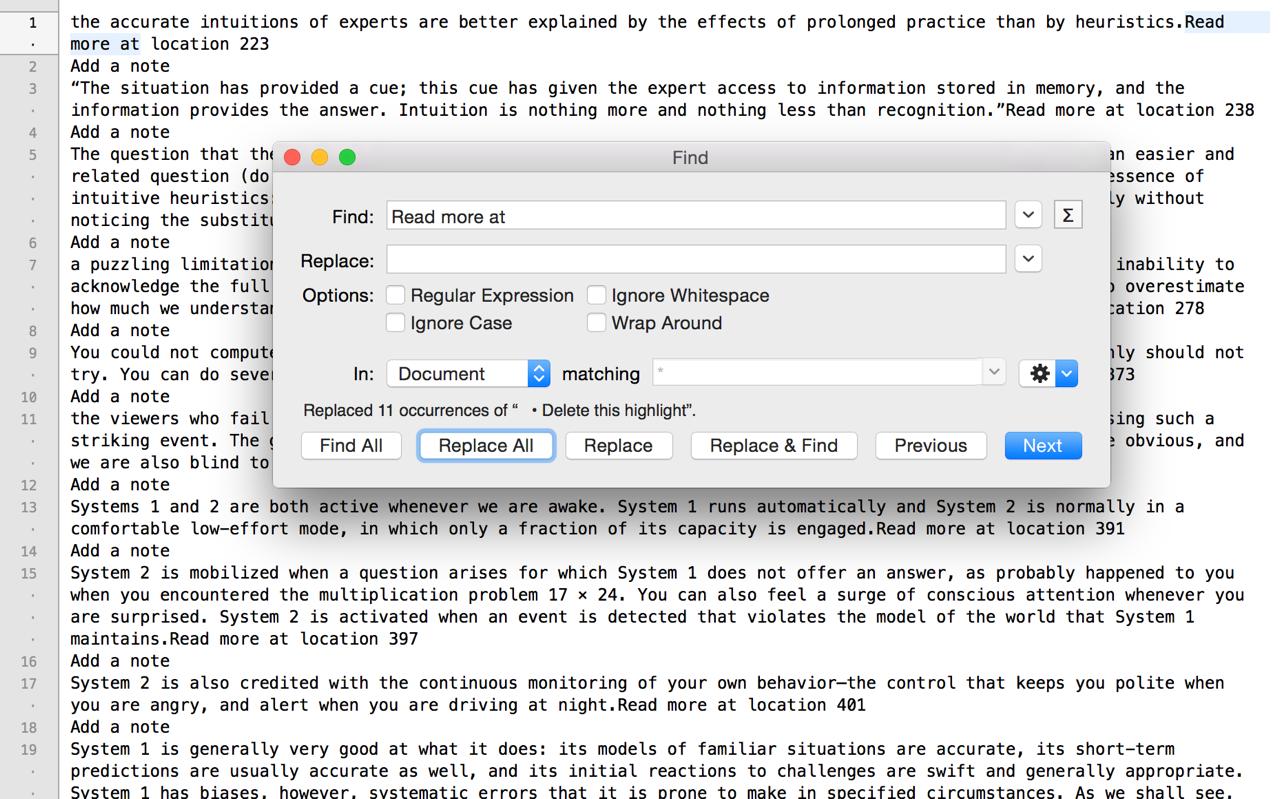 1 the accurate intuitions of experts are better explained by the effects of prolonged practice than by heuristics.Read
· more at location 223
2 Add a note
3 “The situation has provided a cue; this cue has given the expert access to information stored in memory, and the
· information provides the answer. Intuition is nothing more and nothing less than recognition.”Read more at location 238
4 Add a note
5 The question that the an easier and
· related question (do essence of
· intuitive heuristics: ly without
· noticing the substitu
6 Add a note
7 a puzzling limitation inability to
· acknowledge the full overestimate
· how much we understan cation 278
8 Add a note
9 You could not compute nly should not
· try. You can do seve 373
10 Add a note
11 the viewers who fail sing such a
· striking event. The g e obvious, and
· we are also blind to
12 Add a note
Find
Find: Read more at Σ
Replace:
Options: Regular Expression Ignore Whitespace
Ignore Case Wrap Around
In: Document matching *
Replaced 11 occurrences of “ • Delete this highlight”.
Find All Replace All Replace Replace & Find Previous Next
13 Systems 1 and 2 are both active whenever we are awake. System 1 runs automatically and System 2 is normally in a
· comfortable low-effort mode, in which only a fraction of its capacity is engaged.Read more at location 391
14 Add a note
15 System 2 is mobilized when a question arises for which System 1 does not offer an answer, as probably happened to you
· when you encountered the multiplication problem 17 × 24. You can also feel a surge of conscious attention whenever you
· are surprised. System 2 is activated when an event is detected that violates the model of the world that System 1
· maintains.Read more at location 397
16 Add a note
17 System 2 is also credited with the continuous monitoring of your own behavior—the control that keeps you polite when
· you are angry, and alert when you are driving at night.Read more at location 401
18 Add a note
19 System 1 is generally very good at what it does: its models of familiar situations are accurate, its short-term
· predictions are usually accurate as well, and its initial reactions to challenges are swift and generally appropriate.
· System 1 has biases, however, systematic errors that it is prone to make in specified circumstances. As we shall see,